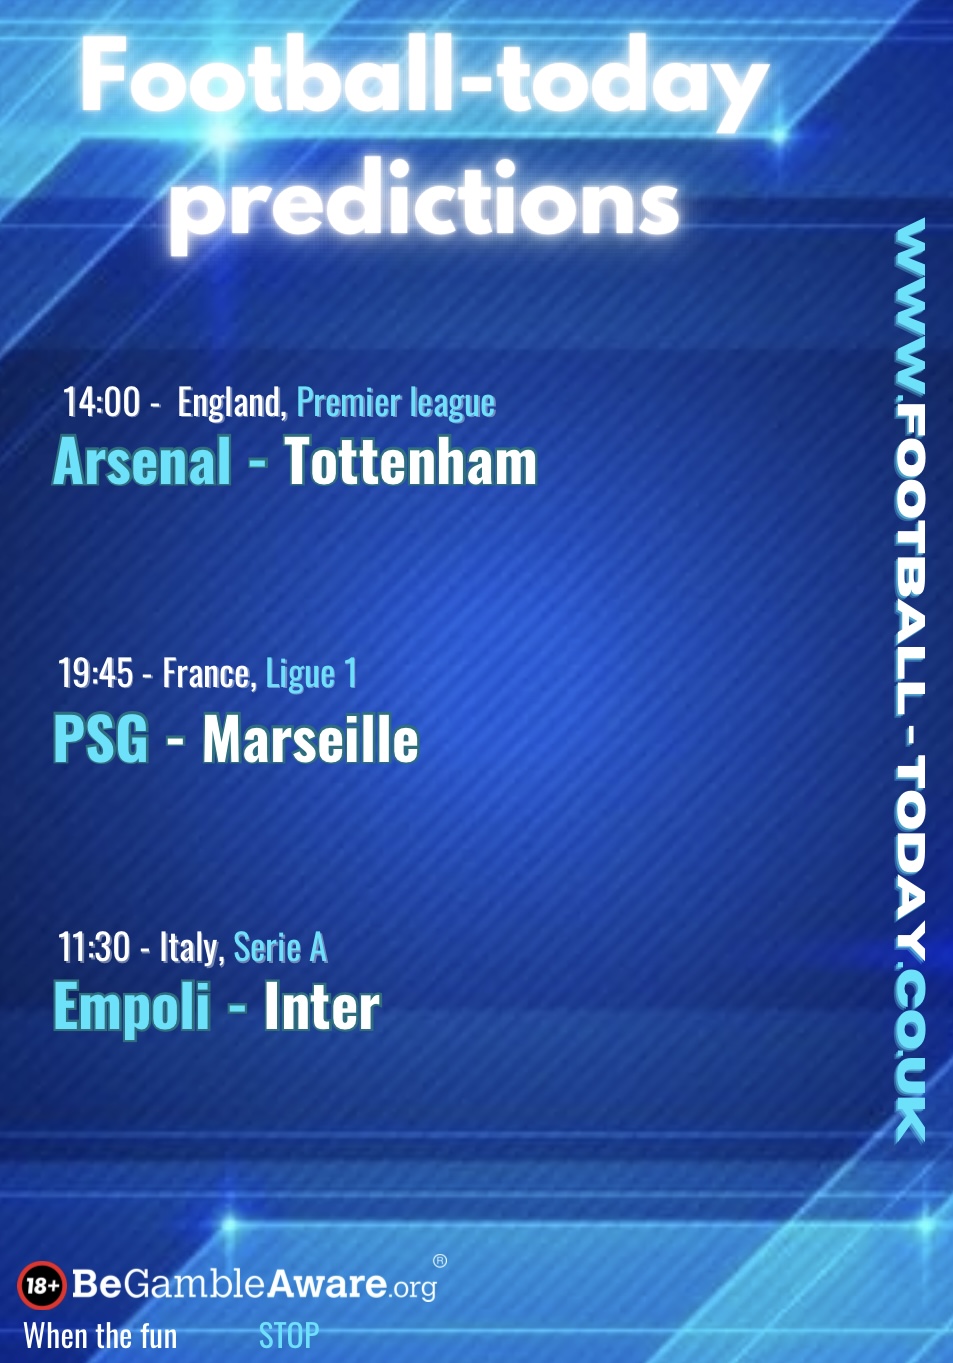 Football-today
predictions
14:00 - England, Premier league
Arsenal - Tottenham
19:45 - France, Ligue 1
PSG - Marseille
11:30 - Italy, Serie A
Empoli - Inter
WWW.FOOTBALL-TODAY.CO.UK
18+ BeGambleAware.org®
When the fun STOP